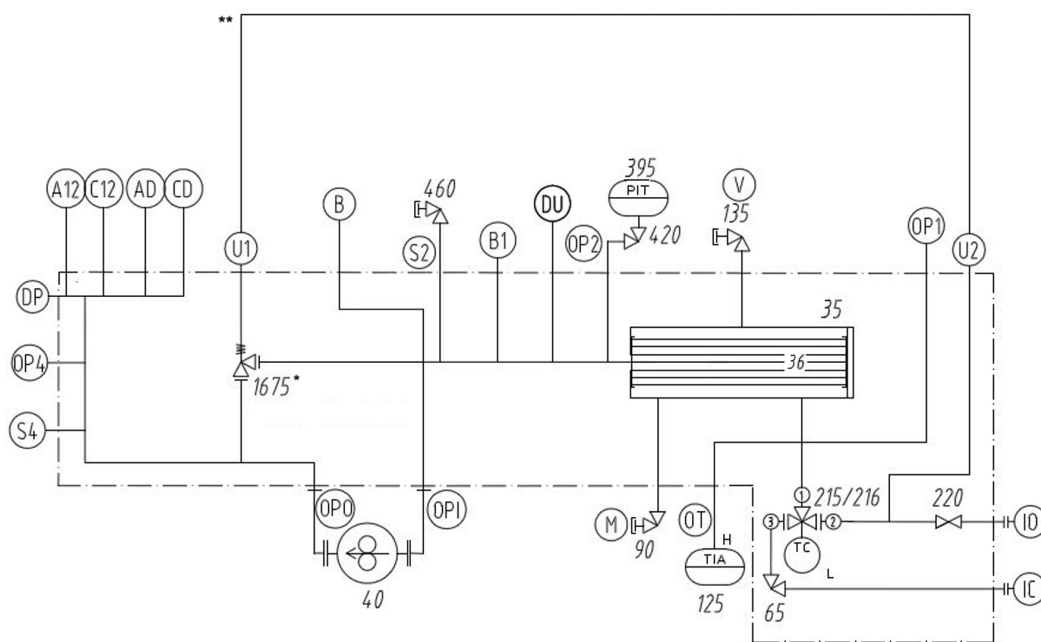 **
A12 C12 AD CD
395
PIT
V
460
135
B
DU
OP1
U1
S2
B1
OP2
420
U2
DP
35
OP4
36
1675*
S4
1
215/216
220
OPO
OPI
M
OT
H
3
2
IO
90
TC
TIA
L
40
125
65
IC